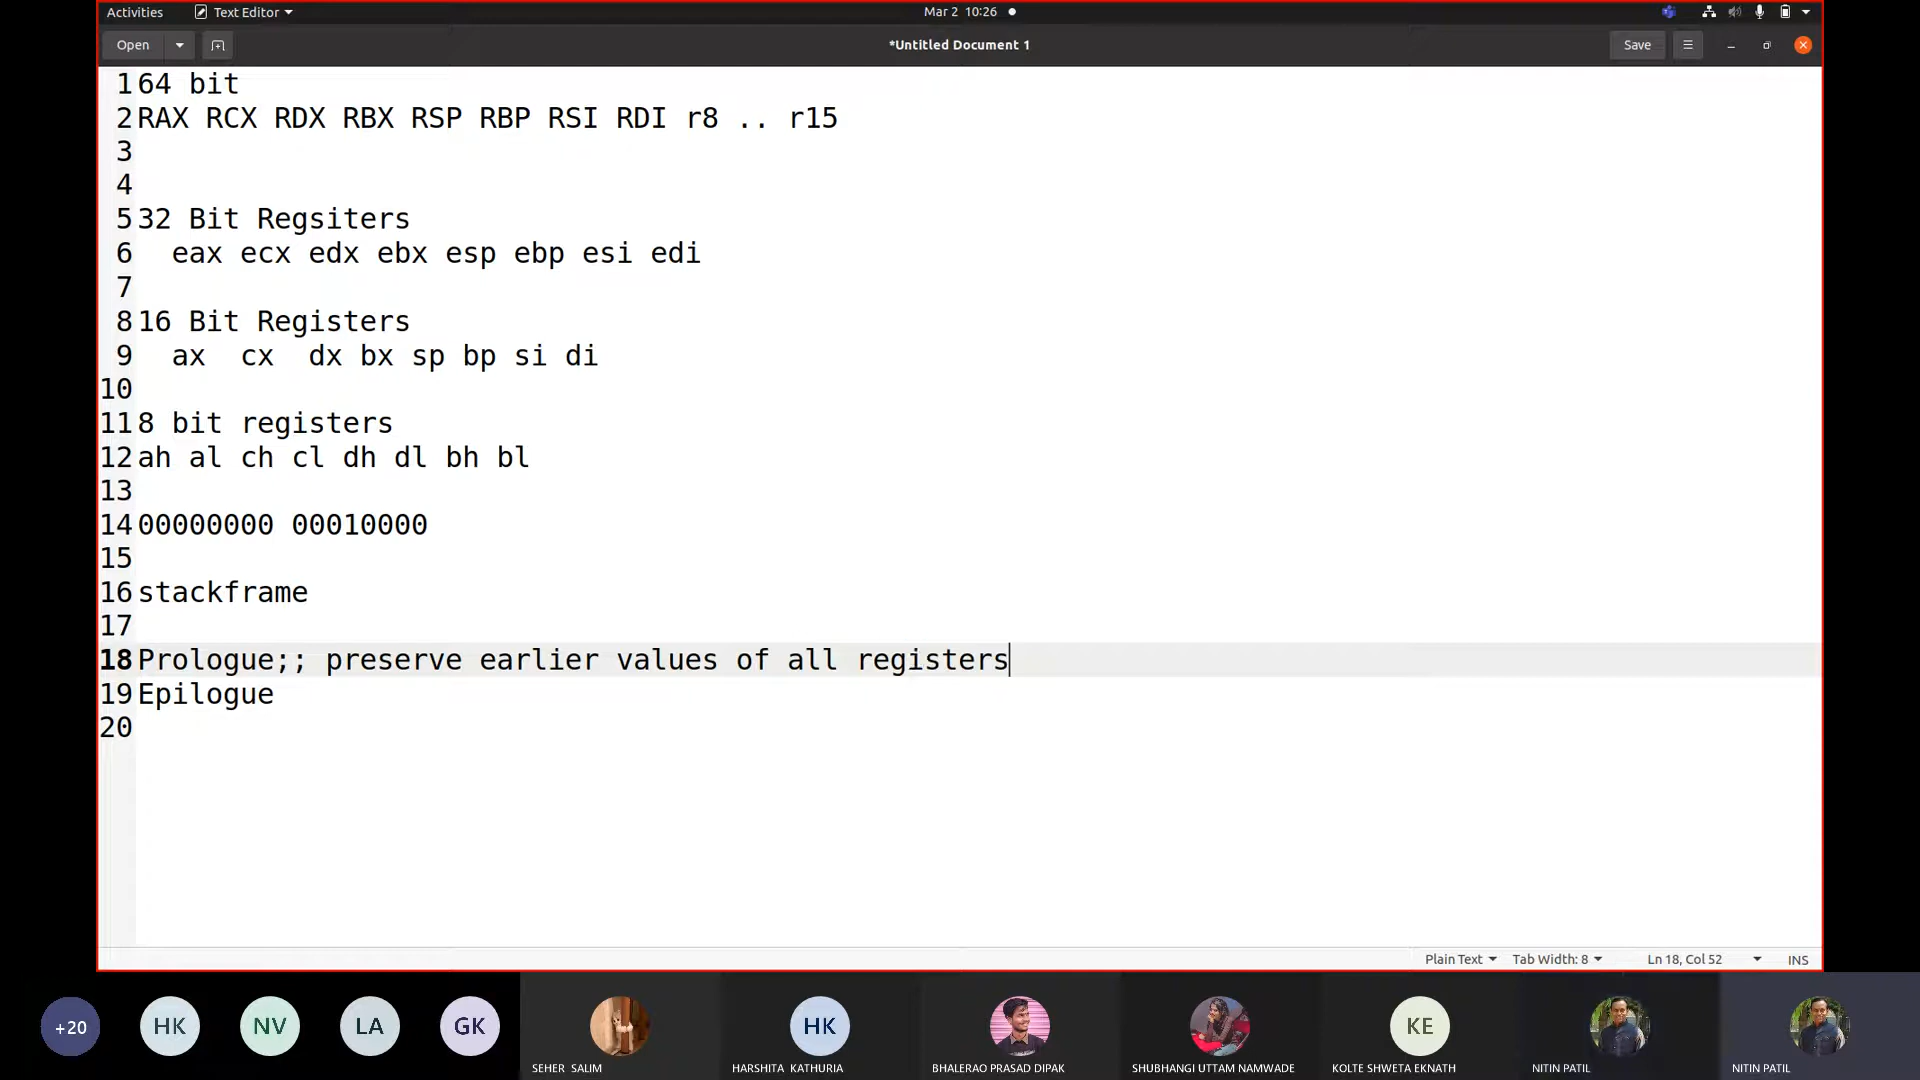 Activities Text Editor Mar 2 10:26
Open *Untitled Document 1 Save
1 64 bit
2 RAX RCX RDX RBX RSP RBP RSI RDI r8 .. r15
3
4
5 32 Bit Regsiters
6 eax ecx edx ebx esp ebp esi edi
7
8 16 Bit Registers
9 ax cx dx bx sp bp si di
10
11 8 bit registers
12 ah al ch cl dh dl bh bl
13
14 00000000 00010000
15
16 stackframe
17
18 Prologue;; preserve earlier values of all registers
19 Epilogue
20
Plain Text Tab Width: 8 Ln 18, Col 52 INS
+20 HK NV LA GK HK KE
SEHER SALIM HARSHITA KATHURIA BHALERAO PRASAD DIPAK SHUBHANGI UTTAM NAMWADE KOLTE SHWETA EKNATH NITIN PATIL NITIN PATIL